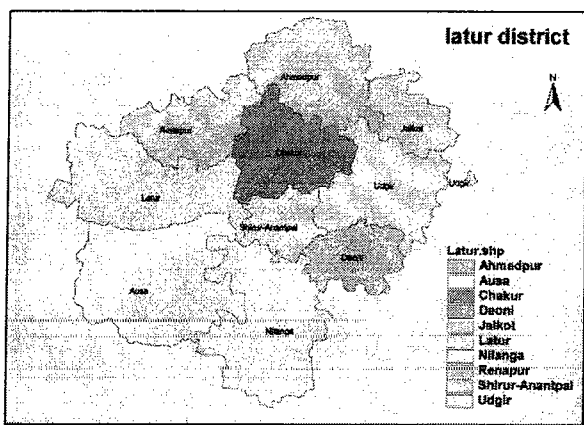 latur district
N
Ahmadpur
Renapur
Jalkot
Chakur
Udgir
Udgir
Latur
Shirur-Anantpal
Deoni
Ausa
Nilanga
Latur.shp
Ahmadpur
Ausa
Chakur
Deoni
Jalkot
Latur
Nilanga
Renapur
Shirur-Anantpal
Udgir